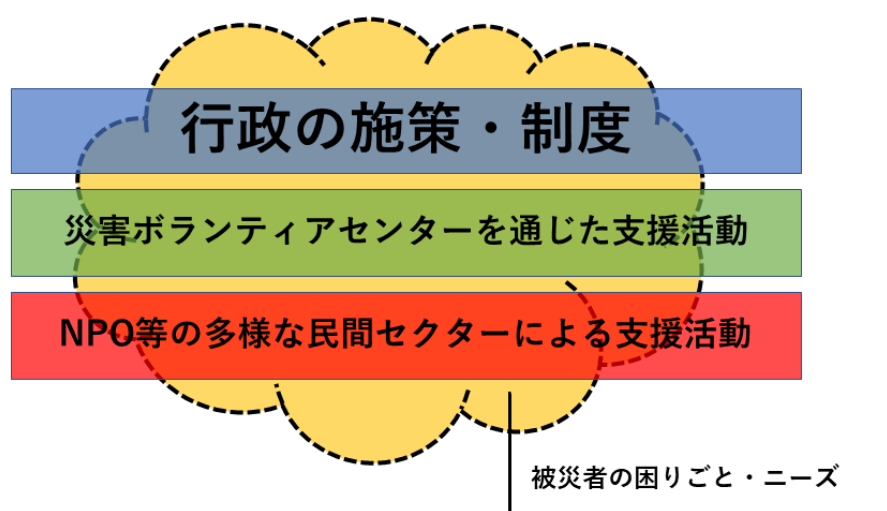 行政の施策・制度
災害ボランティアセンターを通じた支援活動
NPO等の多様な民間セクターによる支援活動
被災者の困りごと・ニーズ